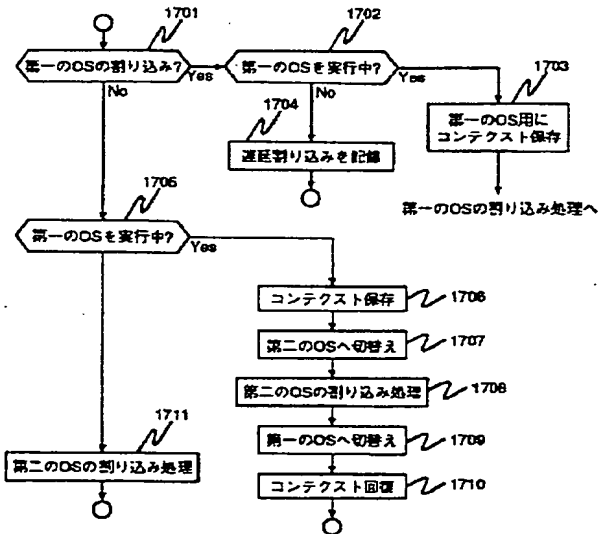 1701
第一のOSの割り込み?
Yes
No
1702
第一のOSを実行中?
Yes
No
1703
第一のOS用に
コンテクスト保存
第一のOSの割り込み処理へ
1704
遅延割り込みを記録
1705
第一のOSを実行中?
Yes
コンテクスト保存
1706
第二のOSへ切替え
1707
第二のOSの割り込み処理
1708
第一のOSへ切替え
1709
コンテクスト回復
1710
1711
第二のOSの割り込み処理